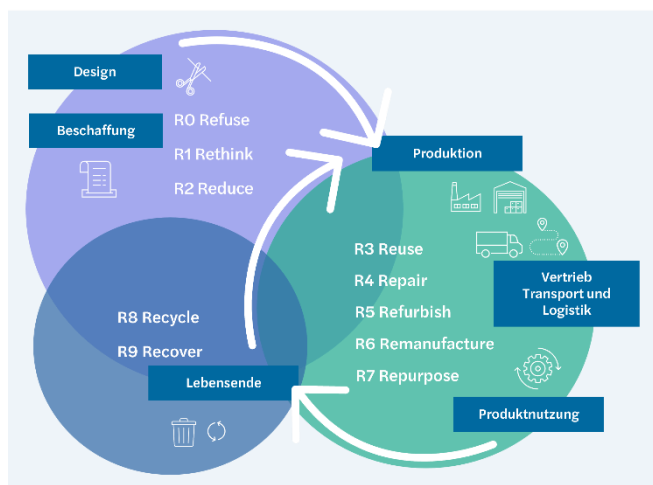 Design
Beschaffung
R0 Refuse
R1 Rethink
R2 Reduce
Produktion
R3 Reuse
R4 Repair
R5 Refurbish
R6 Remanufacture
R7 Repurpose
Vertrieb
Transport und
Logistik
Produktnutzung
R8 Recycle
R9 Recover
Lebensende